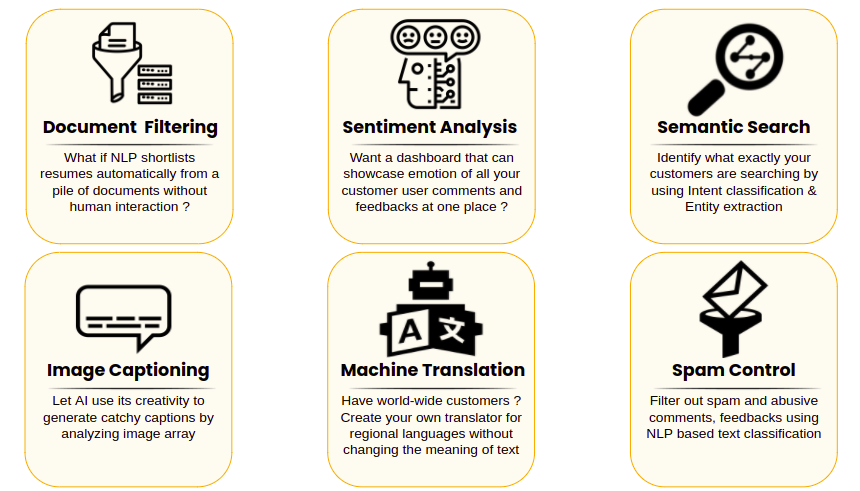 Document  Filtering
What if NLP shortlists
resumes automatically from a
pile of documents without
human interaction ?
Sentiment Analysis
Want a dashboard that can
showcase emotion of all your
customer user comments and
feedbacks at one place ?
Semantic Search
Identify what exactly your
customers are searching by
using Intent classification &
Entity extraction
Image Captioning
Let AI use its creativity to
generate catchy captions by
analyzing image array
A 文
Machine Translation
Have world-wide customers ?
Create your own translator for
regional languages without
changing the meaning of text
Spam Control
Filter out spam and abusive
comments, feedbacks using
NLP based text classification